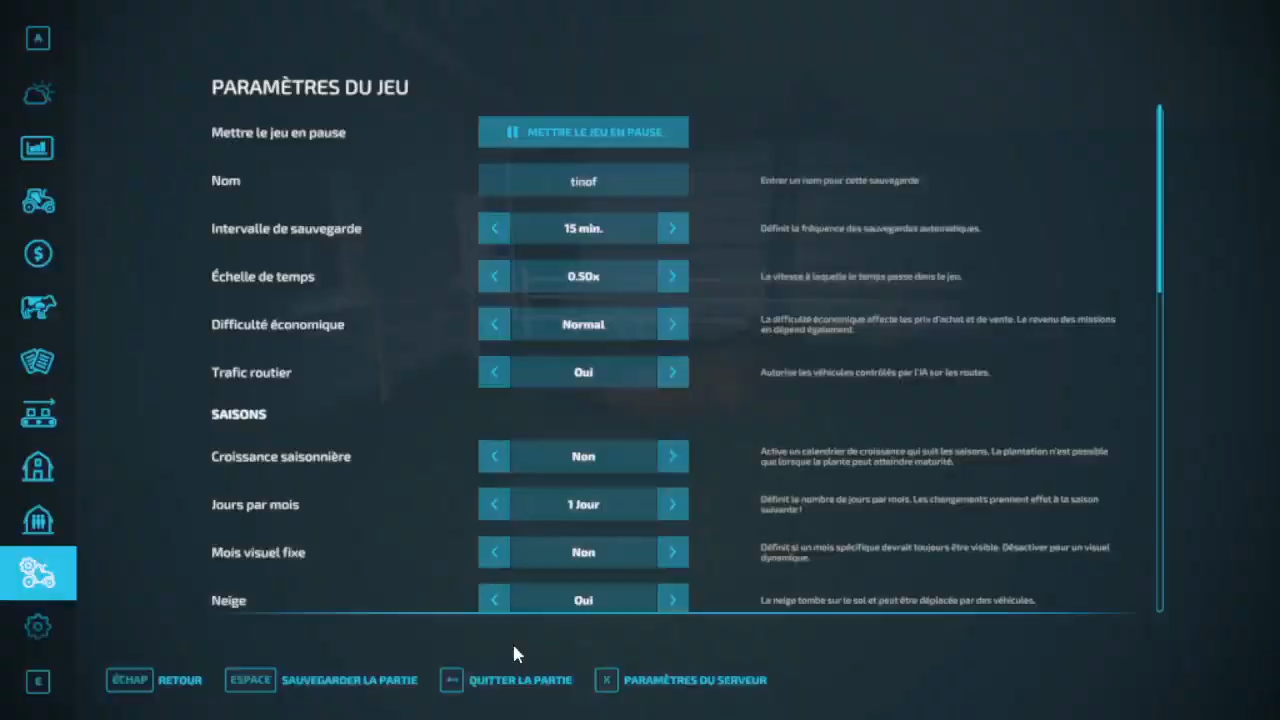 A
PARAMÈTRES DU JEU
Mettre le jeu en pause
METTRE LE JEU EN PAUSE
Nom
tinof
Entrer un nom pour cette sauvegarde
Intervalle de sauvegarde
15 min.
Définit la fréquence des sauvegardes automatiques.
Échelle de temps
0.50x
La vitesse à laquelle le temps passe dans le jeu.
Difficulté économique
Normal
La difficulté économique affecte les prix d'achat et de vente. Le revenu des missions
en dépend également.
Trafic routier
Oui
Autorise les véhicules contrôlés par l'IA sur les routes.
SAISONS
Croissance saisonnière
Non
Active un calendrier de croissance qui suit les saisons. La plantation n'est possible
que lorsque la plante peut atteindre maturité.
Jours par mois
1 Jour
Définit le nombre de jours par mois. Les changements prennent effet à la saison
suivante !
Mois visuel fixe
Non
Définit si un mois spécifique devrait toujours être visible. Désactiver pour un visuel
dynamique.
Neige
Oui
La neige tombe sur le sol et peut être déplacée par des véhicules.
E
ÉCHAP RETOUR
ESPACE SAUVEGARDER LA PARTIE
QUITTER LA PARTIE
X PARAMÈTRES DU SERVEUR